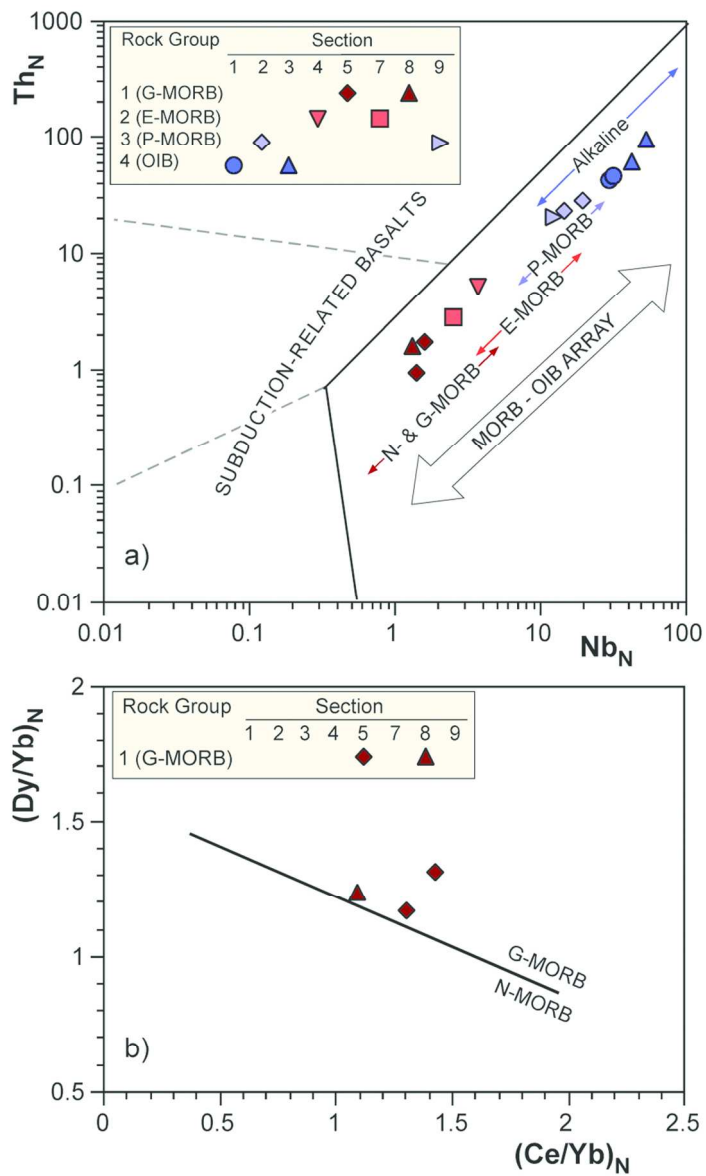 1000
100
10
1
0.1
0.01
Th_N
Rock Group Section
1 2 3 4 5 7 8 9
1 (G-MORB)
2 (E-MORB)
3 (P-MORB)
4 (OIB)
SUBDUCTION-RELATED BASALTS
Alkaline
P-MORB
E-MORB
N- & G-MORB
MORB - OIB ARRAY
a)
0.01 0.1 1 10 100
Nb_N
2
1.5
1
0.5
(Dy/Yb)_N
Rock Group Section
1 2 3 4 5 7 8 9
1 (G-MORB)
G-MORB
N-MORB
b)
0 0.5 1 1.5 2 2.5
(Ce/Yb)_N